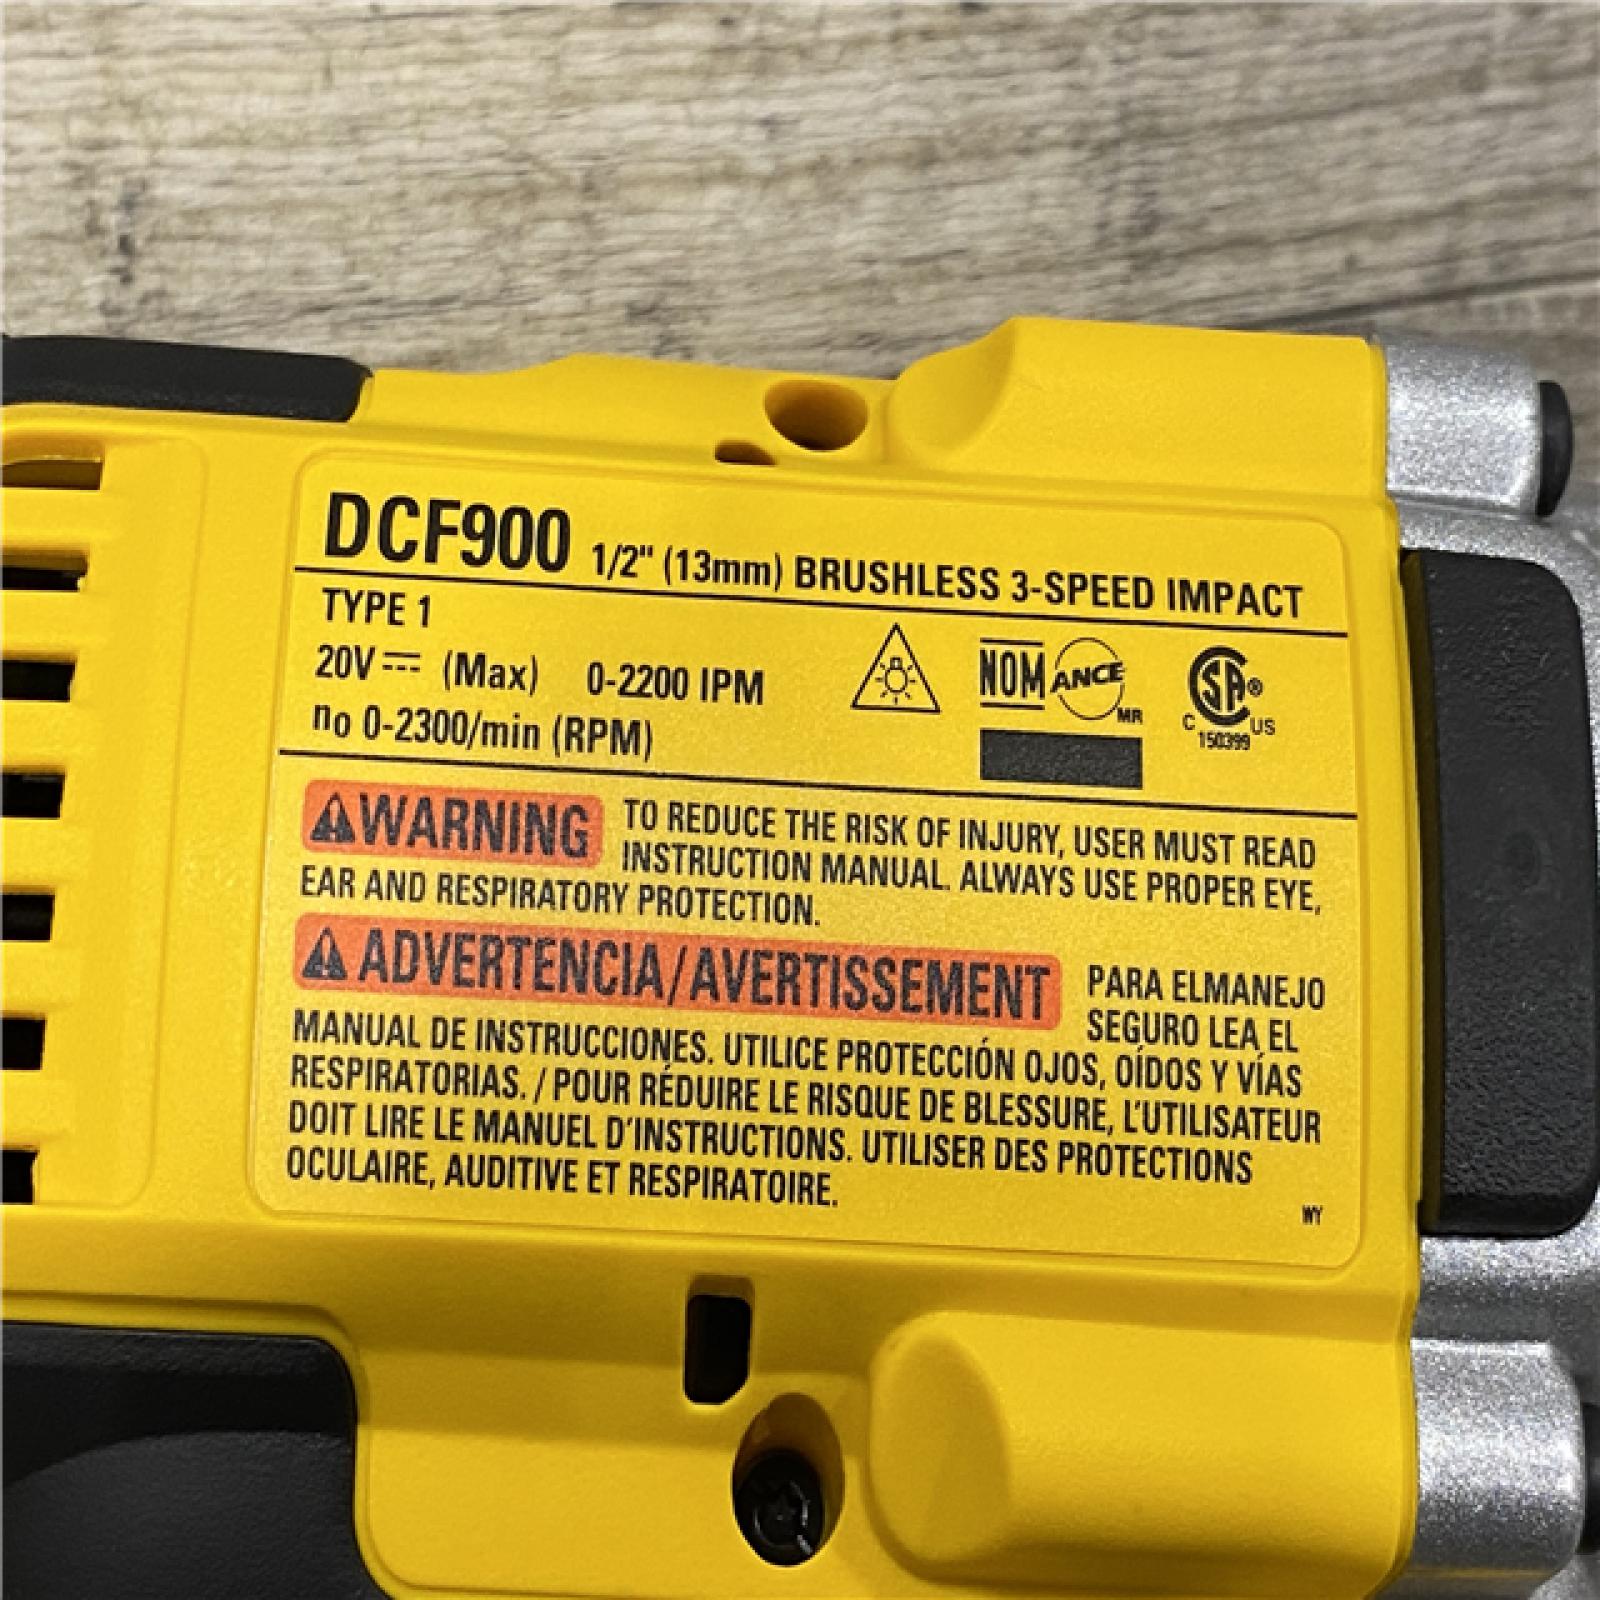 DCF900 1/2" (13mm) BRUSHLESS 3-SPEED IMPACT
TYPE 1
20V ⎓ (Max) 0-2200 IPM
no 0-2300/min (RPM)
NOM ANCE MR
CSA® C US
150399
WARNING TO REDUCE THE RISK OF INJURY, USER MUST READ
INSTRUCTION MANUAL. ALWAYS USE PROPER EYE,
EAR AND RESPIRATORY PROTECTION.
ADVERTENCIA/AVERTISSEMENT PARA ELMANEJO
SEGURO LEA EL
MANUAL DE INSTRUCCIONES. UTILICE PROTECCIÓN OJOS, OÍDOS Y VÍAS
RESPIRATORIAS. / POUR RÉDUIRE LE RISQUE DE BLESSURE, L'UTILISATEUR
DOIT LIRE LE MANUEL D'INSTRUCTIONS. UTILISER DES PROTECTIONS
OCULAIRE, AUDITIVE ET RESPIRATOIRE.
WY